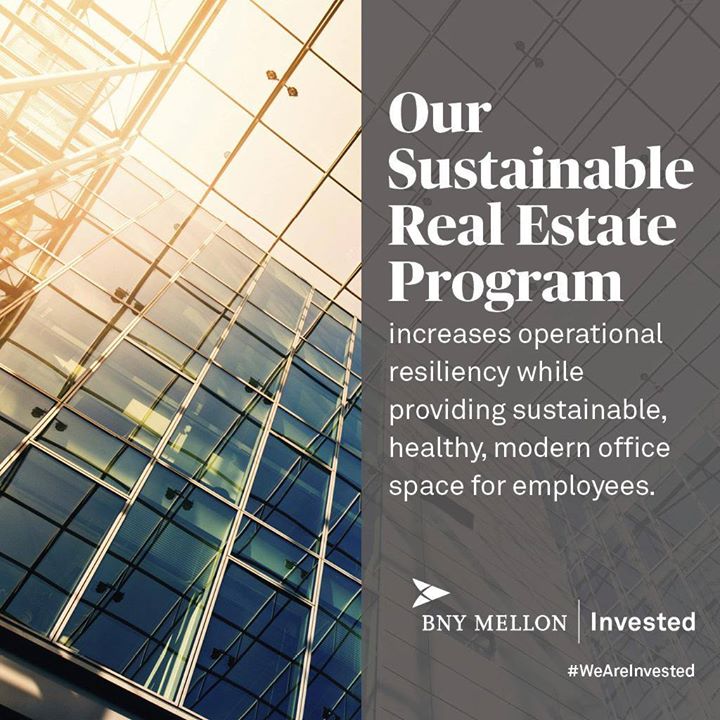 Our
Sustainable
Real Estate
Program
increases operational
resiliency while
providing sustainable,
healthy, modern office
space for employees.
BNY MELLON | Invested
#WeAreInvested